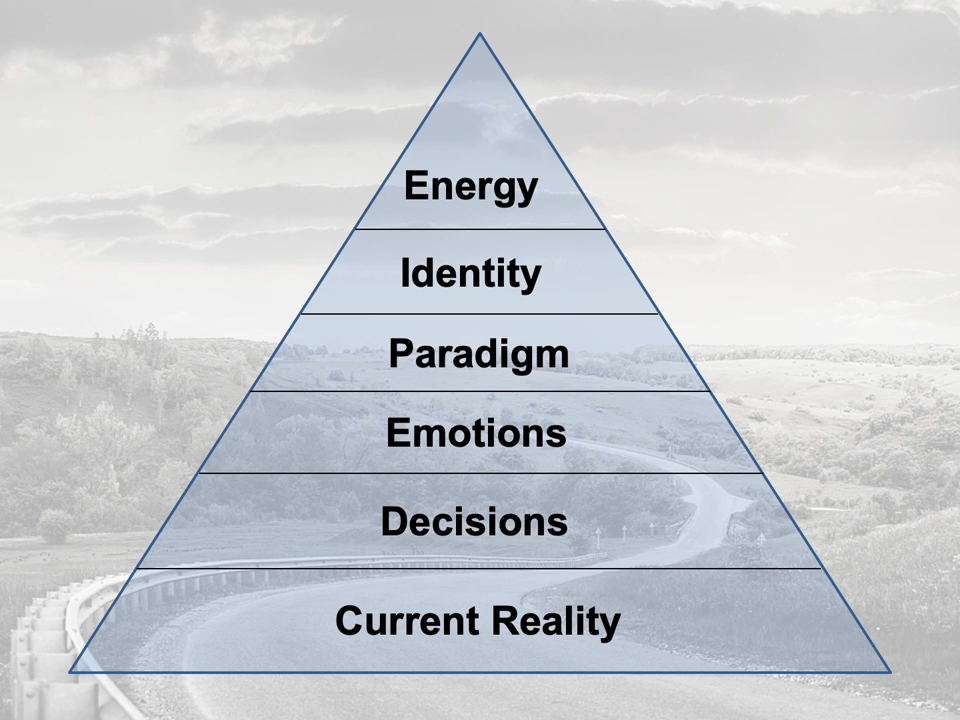 Energy
Identity
Paradigm
Emotions
Decisions
Current Reality